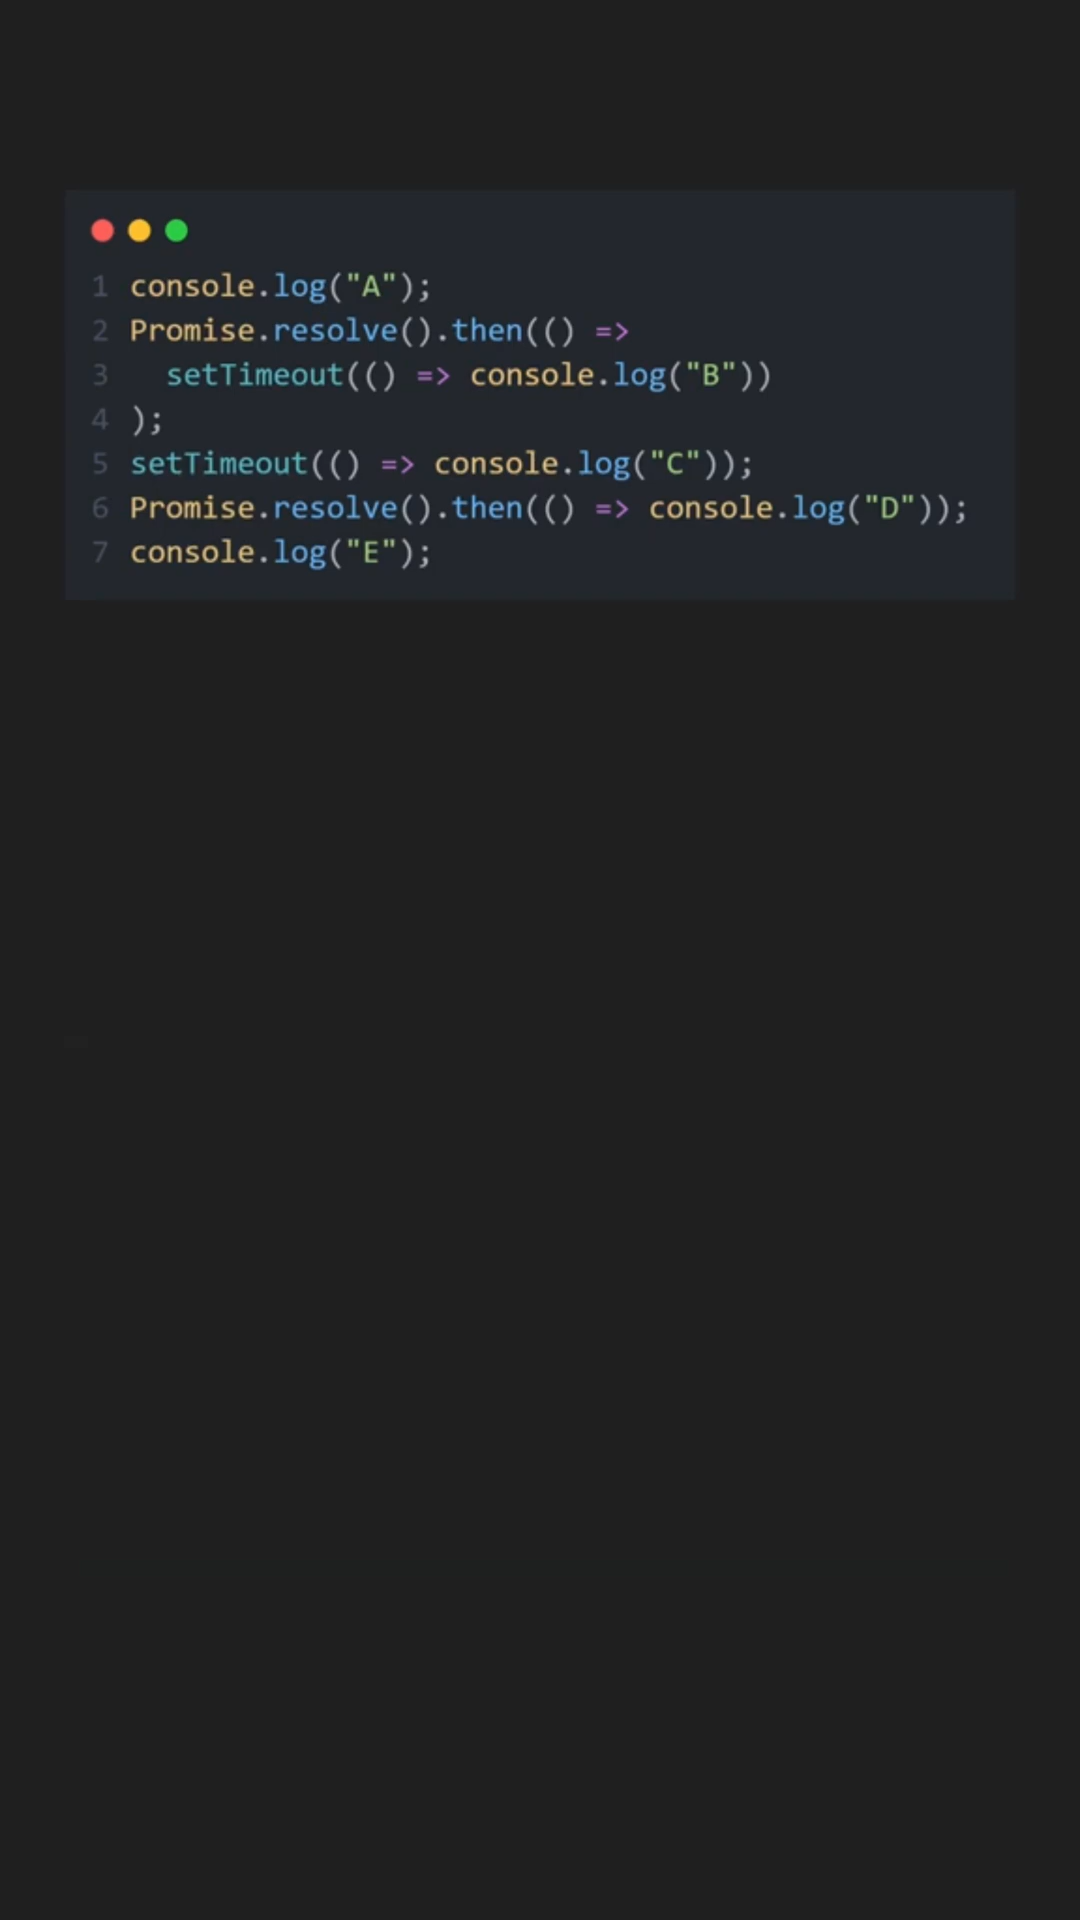 1 console.log("A");
2 Promise.resolve().then(() =>
3   setTimeout(() => console.log("B"))
4 );
5 setTimeout(() => console.log("C"));
6 Promise.resolve().then(() => console.log("D"));
7 console.log("E");